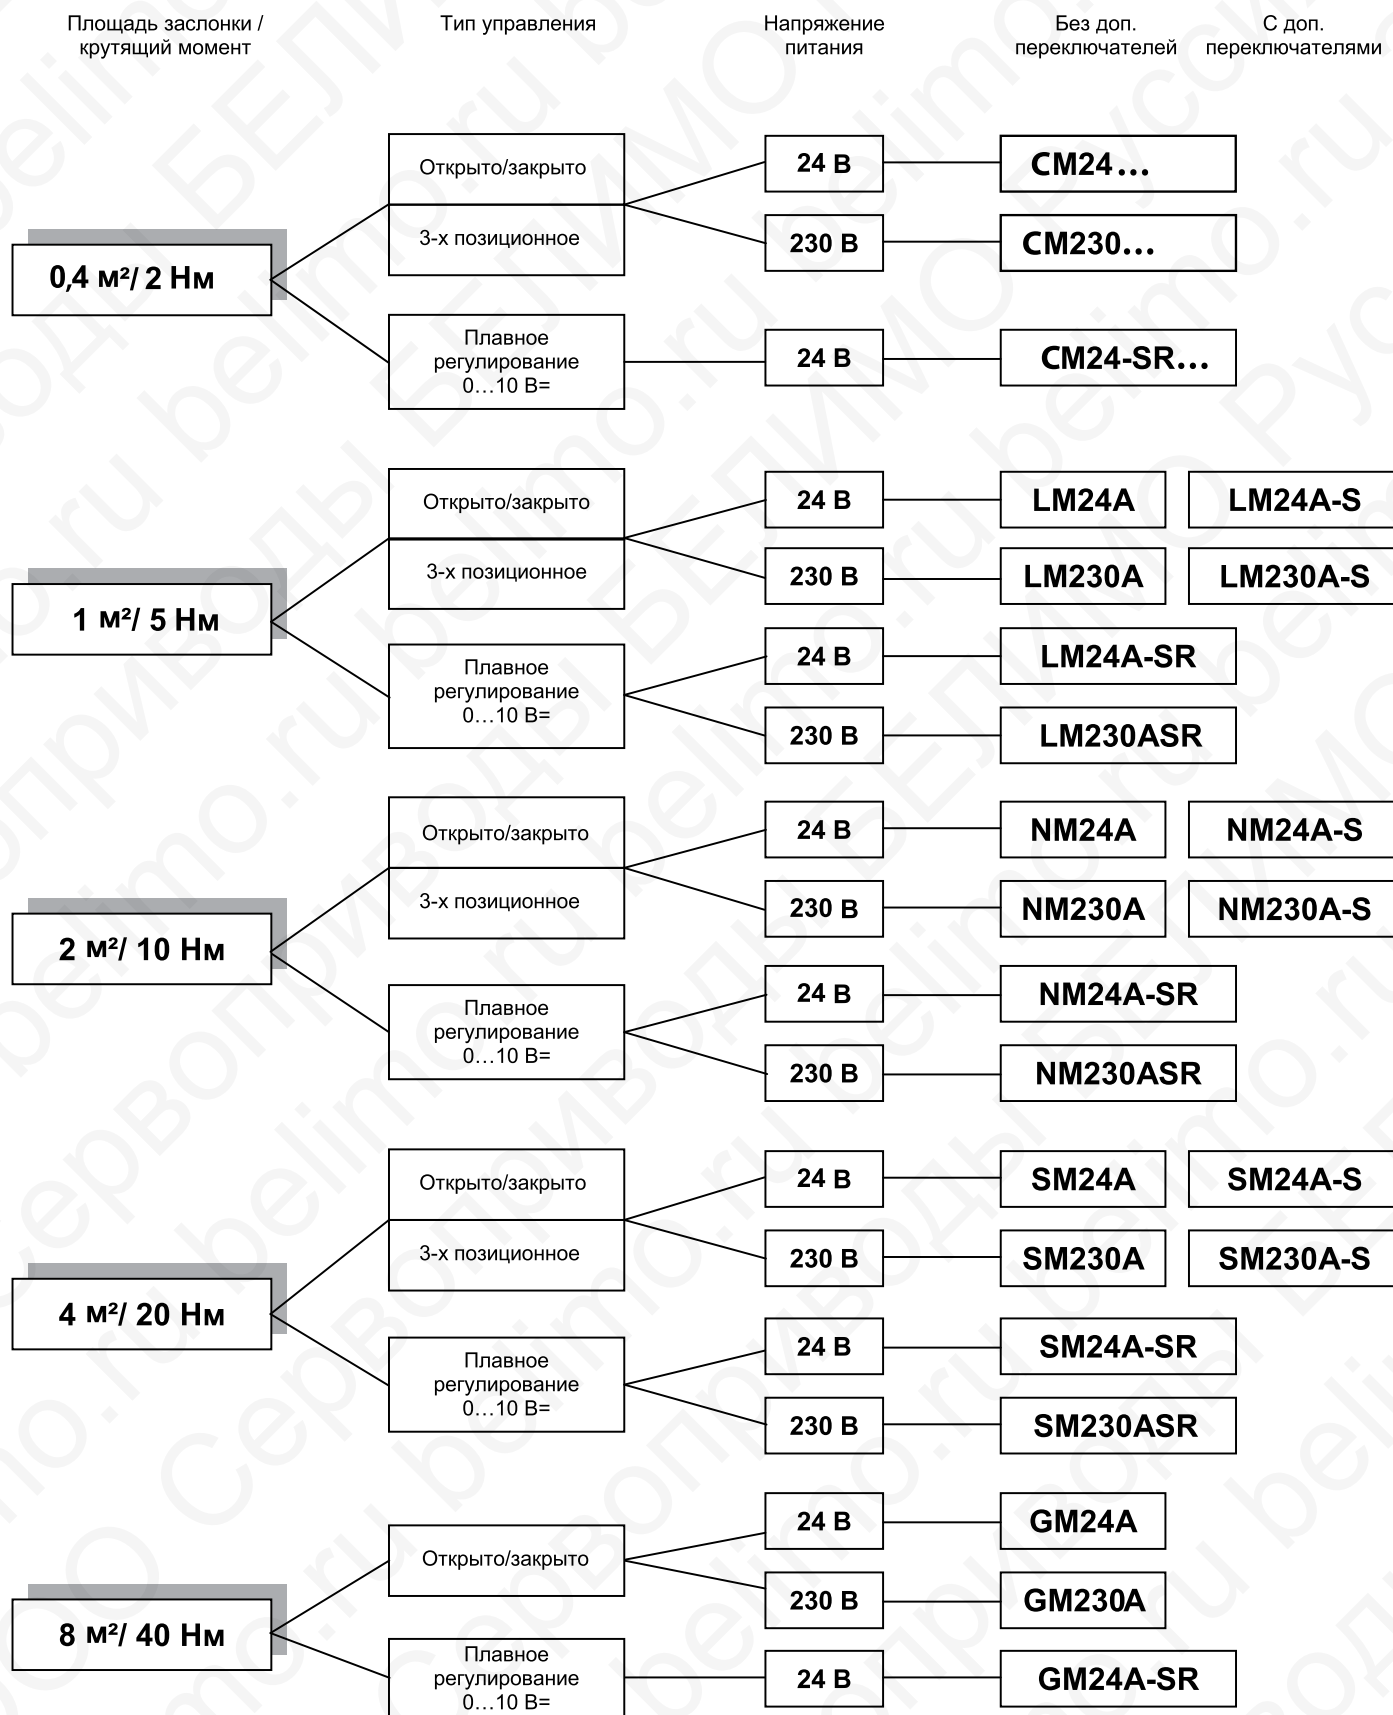 Площадь заслонки /
крутящий момент
Тип управления
Напряжение
питания
Без доп.
переключателей
С доп.
переключателями
0,4 м²/ 2 Нм
Открыто/закрыто
3-х позиционное
24 В
CM24...
230 В
CM230...
Плавное
регулирование
0...10 В=
24 В
CM24-SR...
1 м²/ 5 Нм
Открыто/закрыто
3-х позиционное
24 В
LM24A
LM24A-S
230 В
LM230A
LM230A-S
Плавное
регулирование
0...10 В=
24 В
LM24A-SR
230 В
LM230ASR
2 м²/ 10 Нм
Открыто/закрыто
3-х позиционное
24 В
NM24A
NM24A-S
230 В
NM230A
NM230A-S
Плавное
регулирование
0...10 В=
24 В
NM24A-SR
230 В
NM230ASR
4 м²/ 20 Нм
Открыто/закрыто
3-х позиционное
24 В
SM24A
SM24A-S
230 В
SM230A
SM230A-S
Плавное
регулирование
0...10 В=
24 В
SM24A-SR
230 В
SM230ASR
8 м²/ 40 Нм
Открыто/закрыто
24 В
GM24A
230 В
GM230A
Плавное
регулирование
0...10 В=
24 В
GM24A-SR